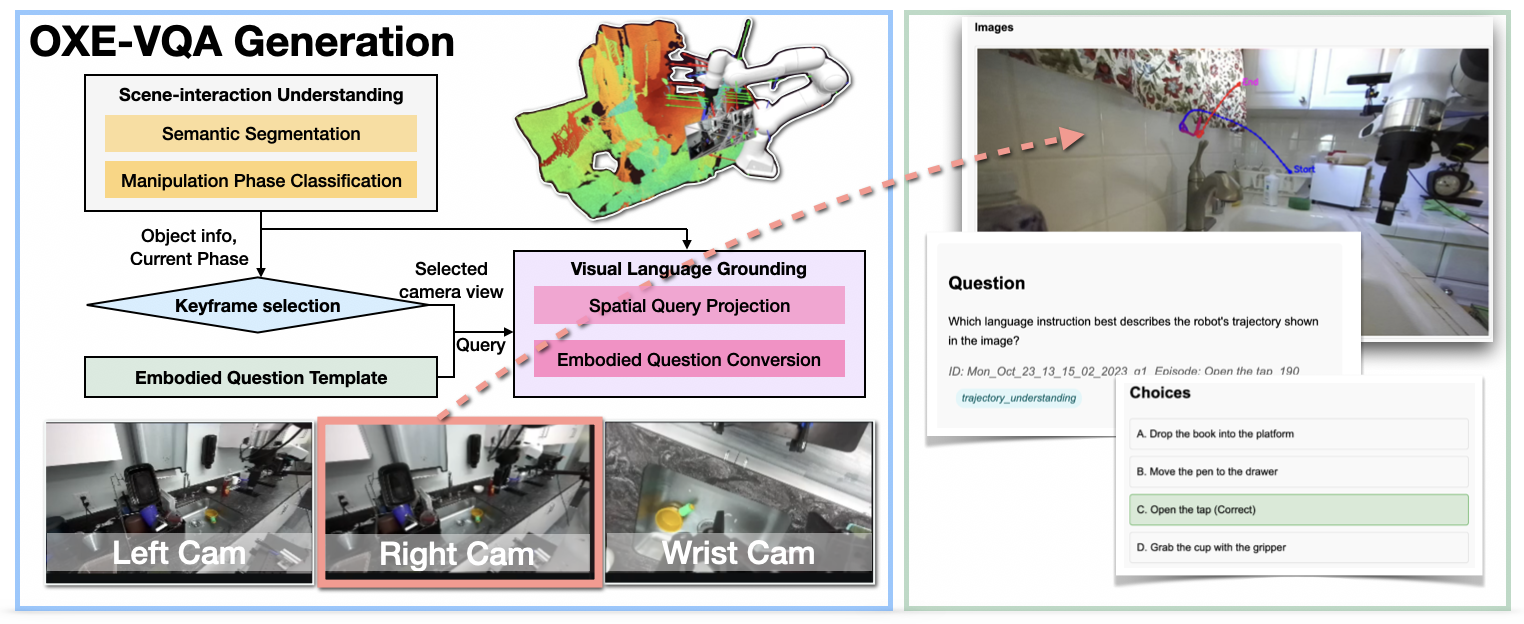 OXE-VQA Generation
Scene-interaction Understanding
Semantic Segmentation
Manipulation Phase Classification
Object info,
Current Phase
Keyframe selection
Selected
camera view
Query
Embodied Question Template
Visual Language Grounding
Spatial Query Projection
Embodied Question Conversion
Left Cam
Right Cam
Wrist Cam
Images
End
Start
Question
Which language instruction best describes the robot's trajectory shown
in the image?
ID: Mon_Oct_23_13_15_02_2023_g1 Episode: Open the tap_190
trajectory_understanding
Choices
A. Drop the book into the platform
B. Move the pen to the drawer
C. Open the tap (Correct)
D. Grab the cup with the gripper